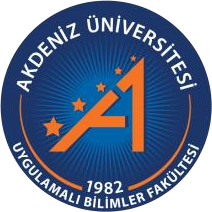 AKDENİZ ÜNİVERSİTESİ
1982
UYGULAMALI BİLİMLER FAKÜLTESİ